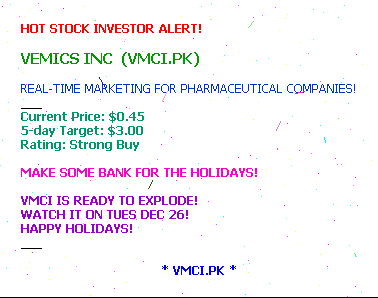 HOT STOCK INVESTOR ALERT!
VEMICS INC (VMCI.PK)
REAL-TIME MARKETING FOR PHARMACEUTICAL COMPANIES!
Current Price: $0.45
5-day Target: $3.00
Rating: Strong Buy
MAKE SOME BANK FOR THE HOLIDAYS!
VMCI IS READY TO EXPLODE!
WATCH IT ON TUES DEC 26!
HAPPY HOLIDAYS!
* VMCI.PK *